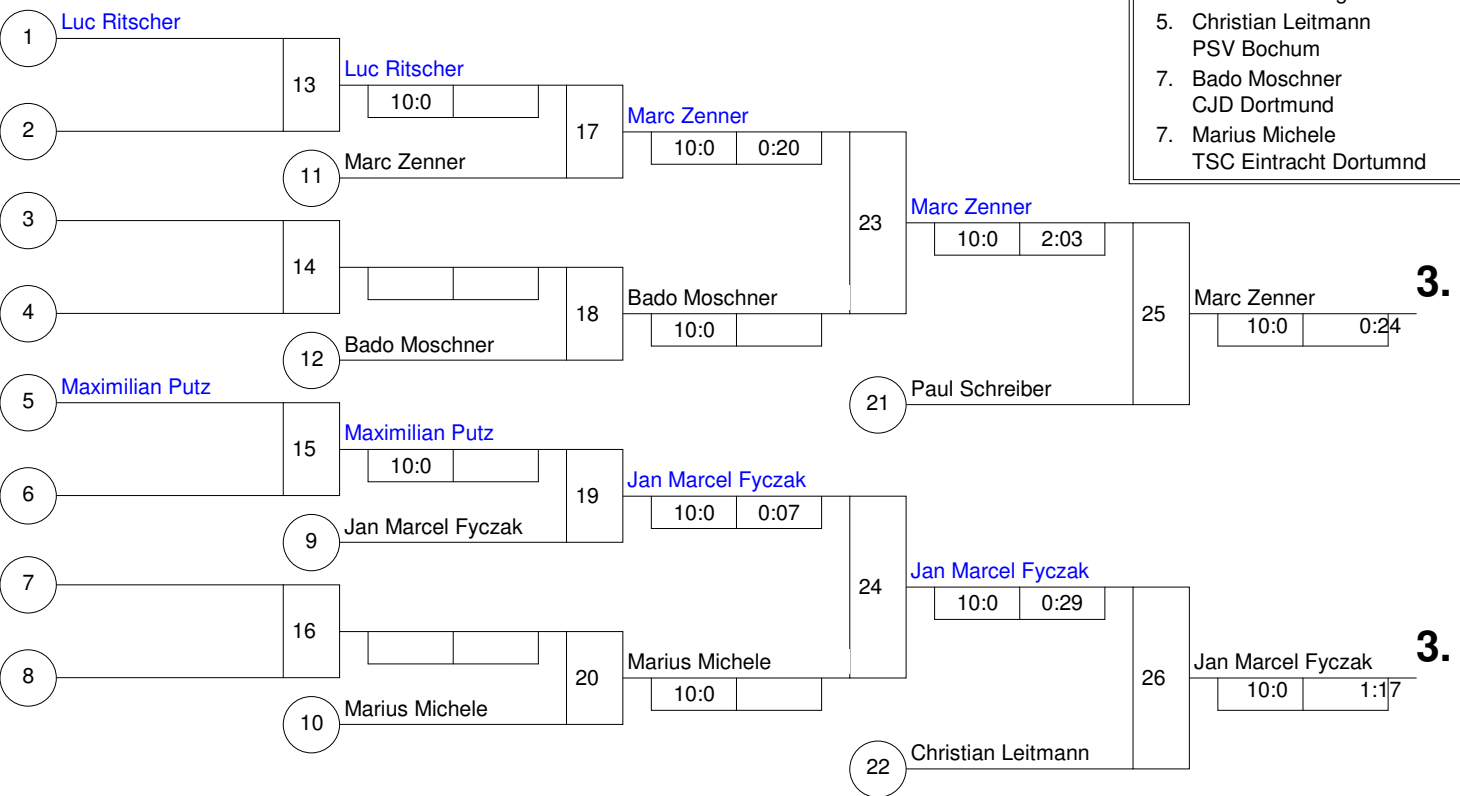 1 Luc Ritscher
2
13
Luc Ritscher
10:0
11 Marc Zenner
17
Marc Zenner
10:0 0:20
3
4
14
12 Bado Moschner
18
Bado Moschner
10:0
23
Marc Zenner
10:0 2:03
21 Paul Schreiber
25
Marc Zenner
10:0 0:24
3.
5 Maximilian Putz
6
15
Maximilian Putz
10:0
9 Jan Marcel Fyczak
19
Jan Marcel Fyczak
10:0 0:07
7
8
16
10 Marius Michele
20
Marius Michele
10:0
24
Jan Marcel Fyczak
10:0 0:29
22 Christian Leitmann
26
Jan Marcel Fyczak
10:0 1:17
3.
5. Christian Leitmann
PSV Bochum
7. Bado Moschner
CJD Dortmund
7. Marius Michele
TSC Eintracht Dortumnd